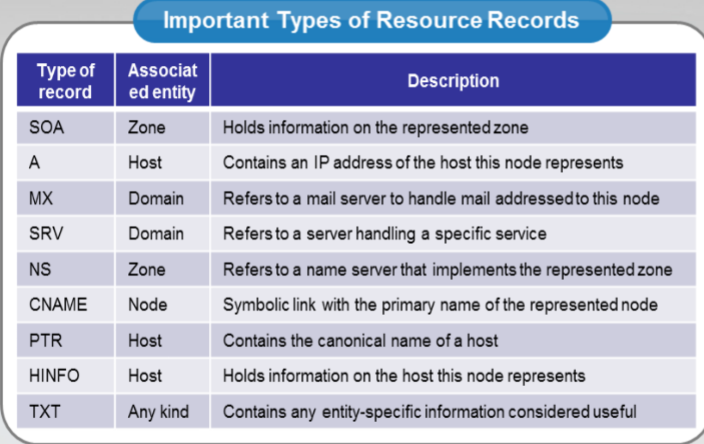 Important Types of Resource Records
Type of record | Associat ed entity | Description
SOA | Zone | Holds information on the represented zone
A | Host | Contains an IP address of the host this node represents
MX | Domain | Refers to a mail server to handle mail addressed to this node
SRV | Domain | Refers to a server handling a specific service
NS | Zone | Refers to a name server that implements the represented zone
CNAME | Node | Symbolic link with the primary name of the represented node
PTR | Host | Contains the canonical name of a host
HINFO | Host | Holds information on the host this node represents
TXT | Any kind | Contains any entity-specific information considered useful